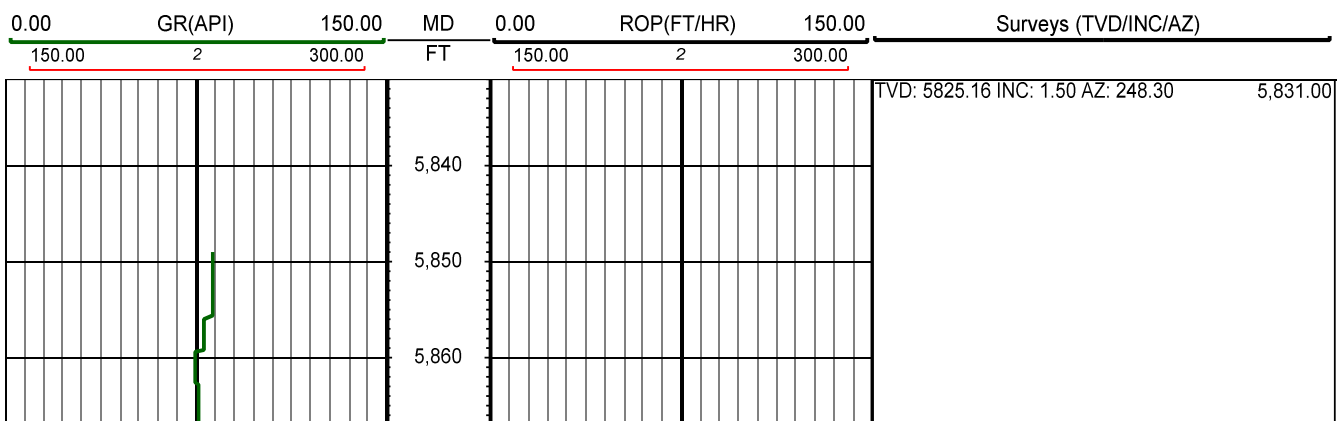 0.00 GR(API) 150.00 MD 0.00 ROP(FT/HR) 150.00 Surveys (TVD/INC/AZ)
150.00 2 300.00 FT 150.00 2 300.00
TVD: 5825.16 INC: 1.50 AZ: 248.30 5,831.00
5,840
5,850
5,860